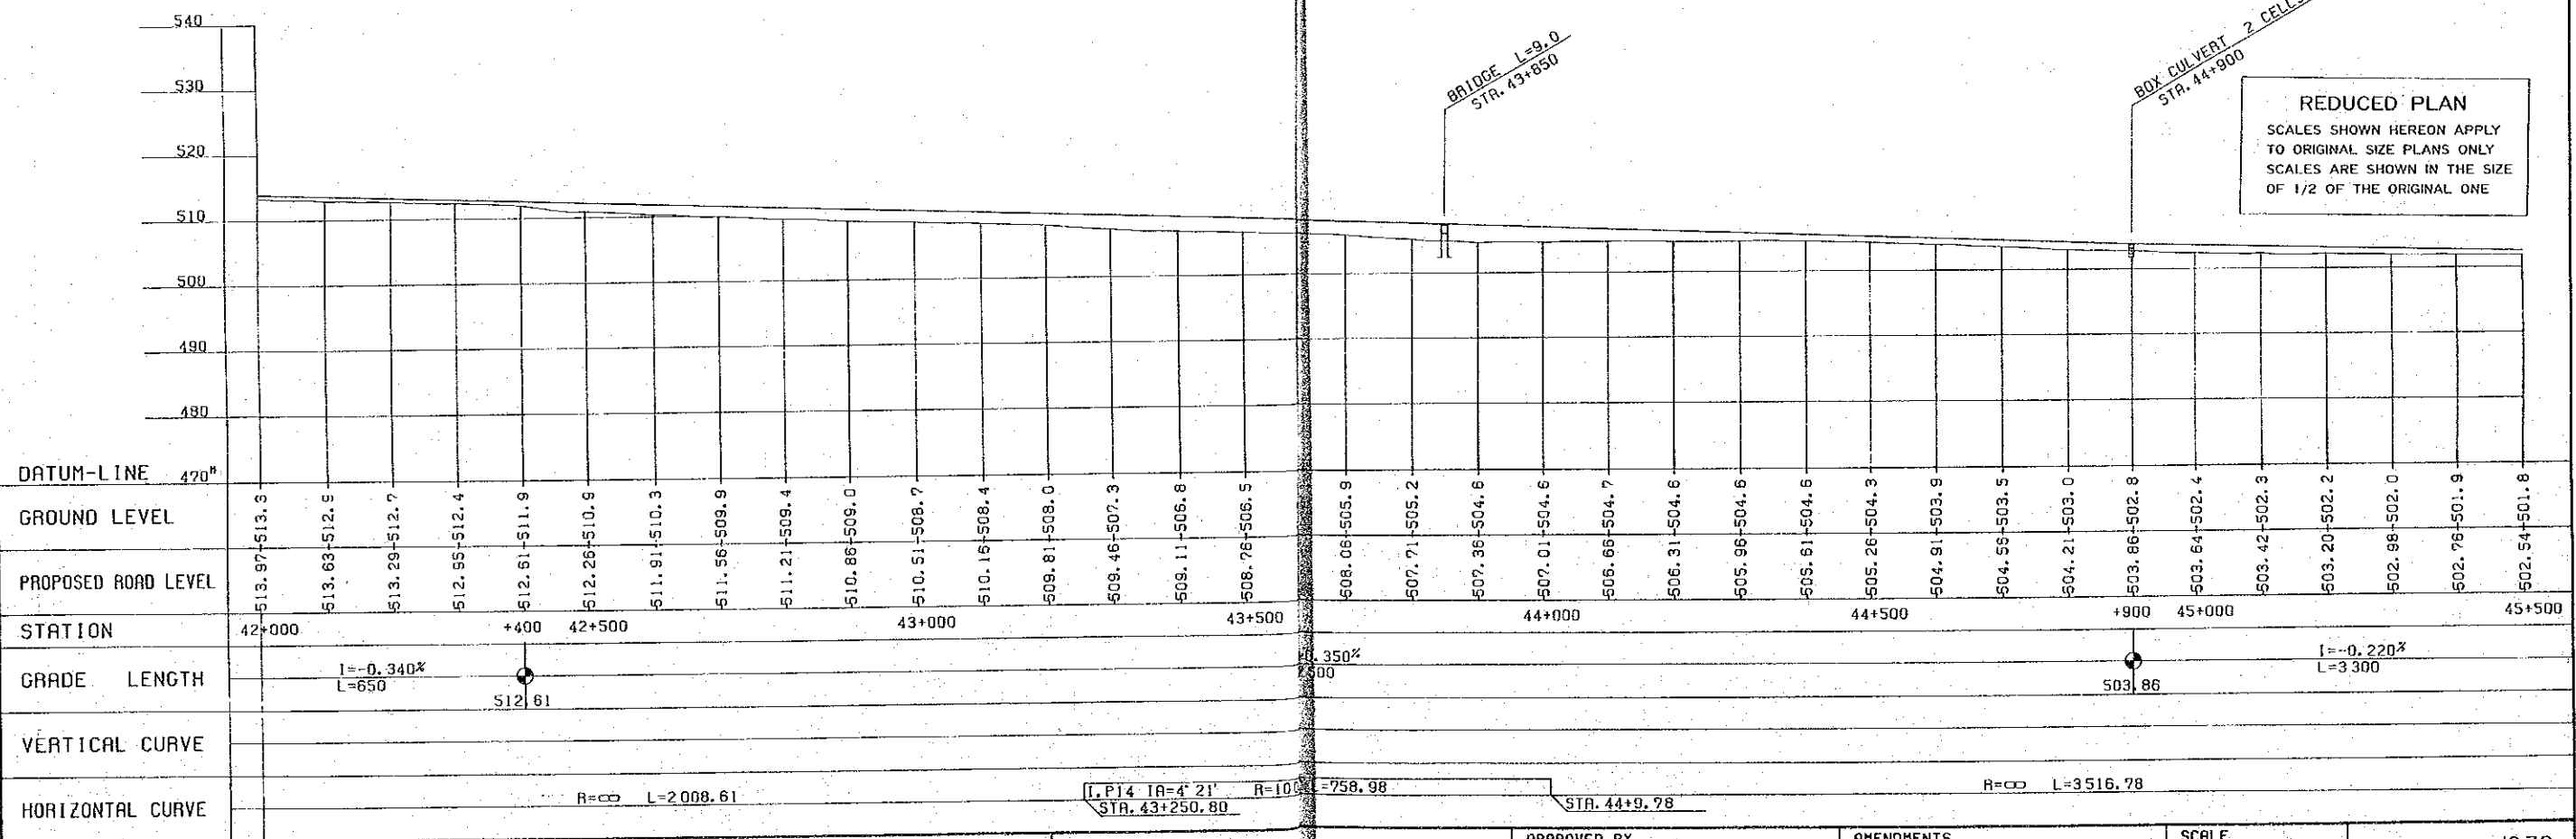 540
530
520
510
500
490
480
470M
BRIDGE L=9.0
STA. 43+850
BOX CULVERT 2 CELLS
STA. 44+900
REDUCED PLAN
SCALES SHOWN HEREON APPLY
TO ORIGINAL SIZE PLANS ONLY
SCALES ARE SHOWN IN THE SIZE
OF 1/2 OF THE ORIGINAL ONE
DATUM-LINE
GROUND LEVEL
513.3 512.9 512.7 512.4 511.9 510.9 510.3 509.9 509.4 509.0 508.7 508.4 508.0 507.3 506.8 506.5 505.9 505.2 504.6 504.6 504.7 504.6 504.6 504.6 504.3 503.9 503.5 503.0 502.8 502.4 502.3 502.2 502.0 501.9 501.8
PROPOSED ROAD LEVEL
513.97 513.63 513.29 512.95 512.61 512.26 511.91 511.56 511.21 510.86 510.51 510.16 509.81 509.46 509.11 508.76 508.06 507.71 507.36 507.01 506.66 506.31 505.96 505.61 505.26 504.91 504.56 504.21 503.86 503.64 503.42 503.20 502.98 502.76 502.54
STATION 42+000 +400 42+500 43+000 43+500 44+000 44+500 +900 45+000 45+500
GRADE LENGTH
I=-0.340%
L=650
512.61
0.350%
500
503.86
I=-0.220%
L=3300
VERTICAL CURVE
HORIZONTAL CURVE
R=∞ L=2008.61
I.P14 IA=4°21' R=100 L=758.98
STA. 43+250.80
STA. 44+9.78
R=∞ L=3516.78
APPROVED BY
AMENDMENTS
SCALE